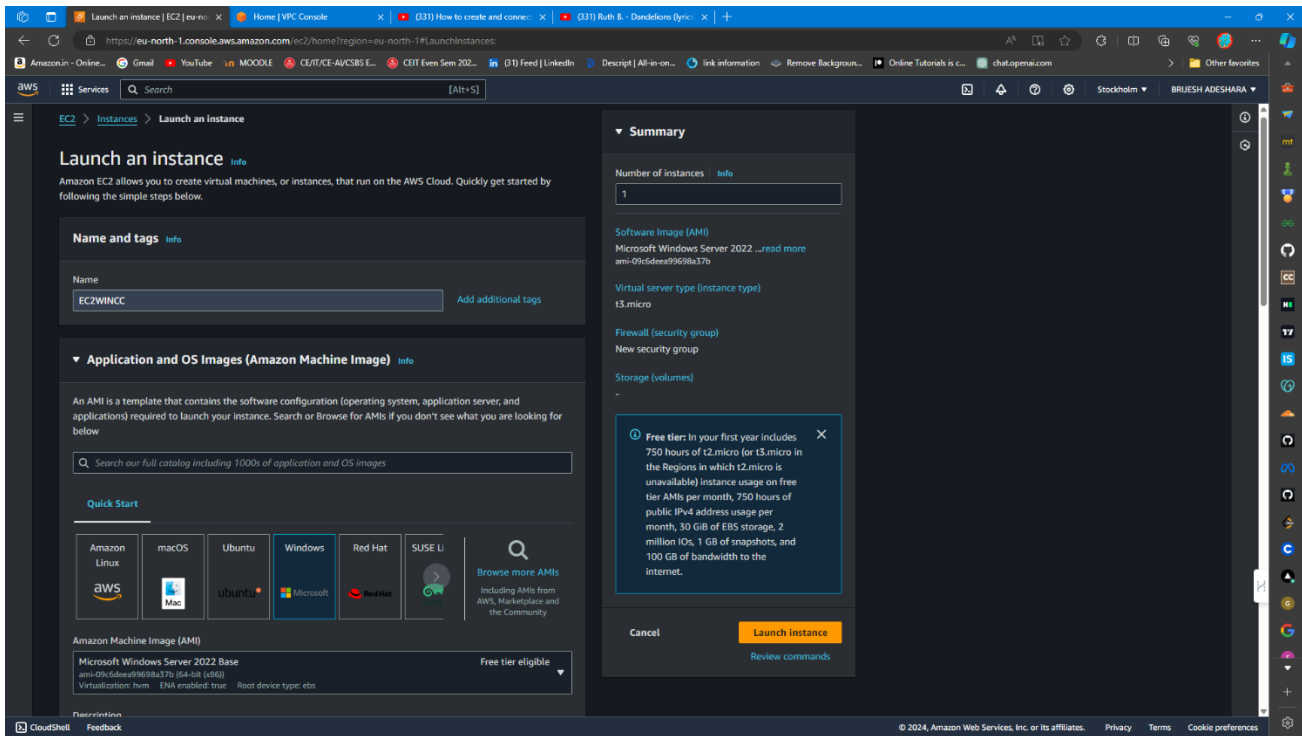 Launch an instance | EC2 | eu-no
Home | VPC Console
(331) How to create and connect
(331) Ruth B. - Dandelions (lyric
https://eu-north-1.console.aws.amazon.com/ec2/home?region=eu-north-1#LaunchInstances:
Amazon.in - Online...
Gmail
YouTube
MOODLE
CE/IT/CE-AI/CSBS E...
CEIT Even Sem 202...
(31) Feed | LinkedIn
Descript | All-in-on...
link information
Remove Backgroun...
Online Tutorials is c...
chat.openai.com
Other favorites
aws
Services
Search
[Alt+S]
Stockholm ▼
BRIJESH ADESHARA ▼
EC2 > Instances > Launch an instance
Launch an instance Info
Amazon EC2 allows you to create virtual machines, or instances, that run on the AWS Cloud. Quickly get started by
following the simple steps below.
Name and tags Info
Name
EC2WINCC
Add additional tags
▼ Application and OS Images (Amazon Machine Image) Info
An AMI is a template that contains the software configuration (operating system, application server, and
applications) required to launch your instance. Search or Browse for AMIs if you don't see what you are looking for
below
Search our full catalog including 1000s of application and OS images
Quick Start
Amazon
Linux
aws
macOS
Mac
Ubuntu
ubuntu
Windows
Microsoft
Red Hat
Red Hat
SUSE Li
Browse more AMIs
Including AMIs from
AWS, Marketplace and
the Community
Amazon Machine Image (AMI)
Microsoft Windows Server 2022 Base
Free tier eligible
ami-09c6deea99698a37b (64-bit (x86))
Virtualization: hvm ENA enabled: true Root device type: ebs
Description
▼ Summary
Number of instances Info
1
Software Image (AMI)
Microsoft Windows Server 2022 ...read more
ami-09c6deea99698a37b
Virtual server type (instance type)
t3.micro
Firewall (security group)
New security group
Storage (volumes)
-
Free tier: In your first year includes
750 hours of t2.micro (or t3.micro in
the Regions in which t2.micro is
unavailable) instance usage on free
tier AMIs per month, 750 hours of
public IPv4 address usage per
month, 30 GiB of EBS storage, 2
million IOs, 1 GB of snapshots, and
100 GB of bandwidth to the
internet.
Cancel
Launch instance
Review commands
CloudShell
Feedback
© 2024, Amazon Web Services, Inc. or its affiliates.
Privacy
Terms
Cookie preferences